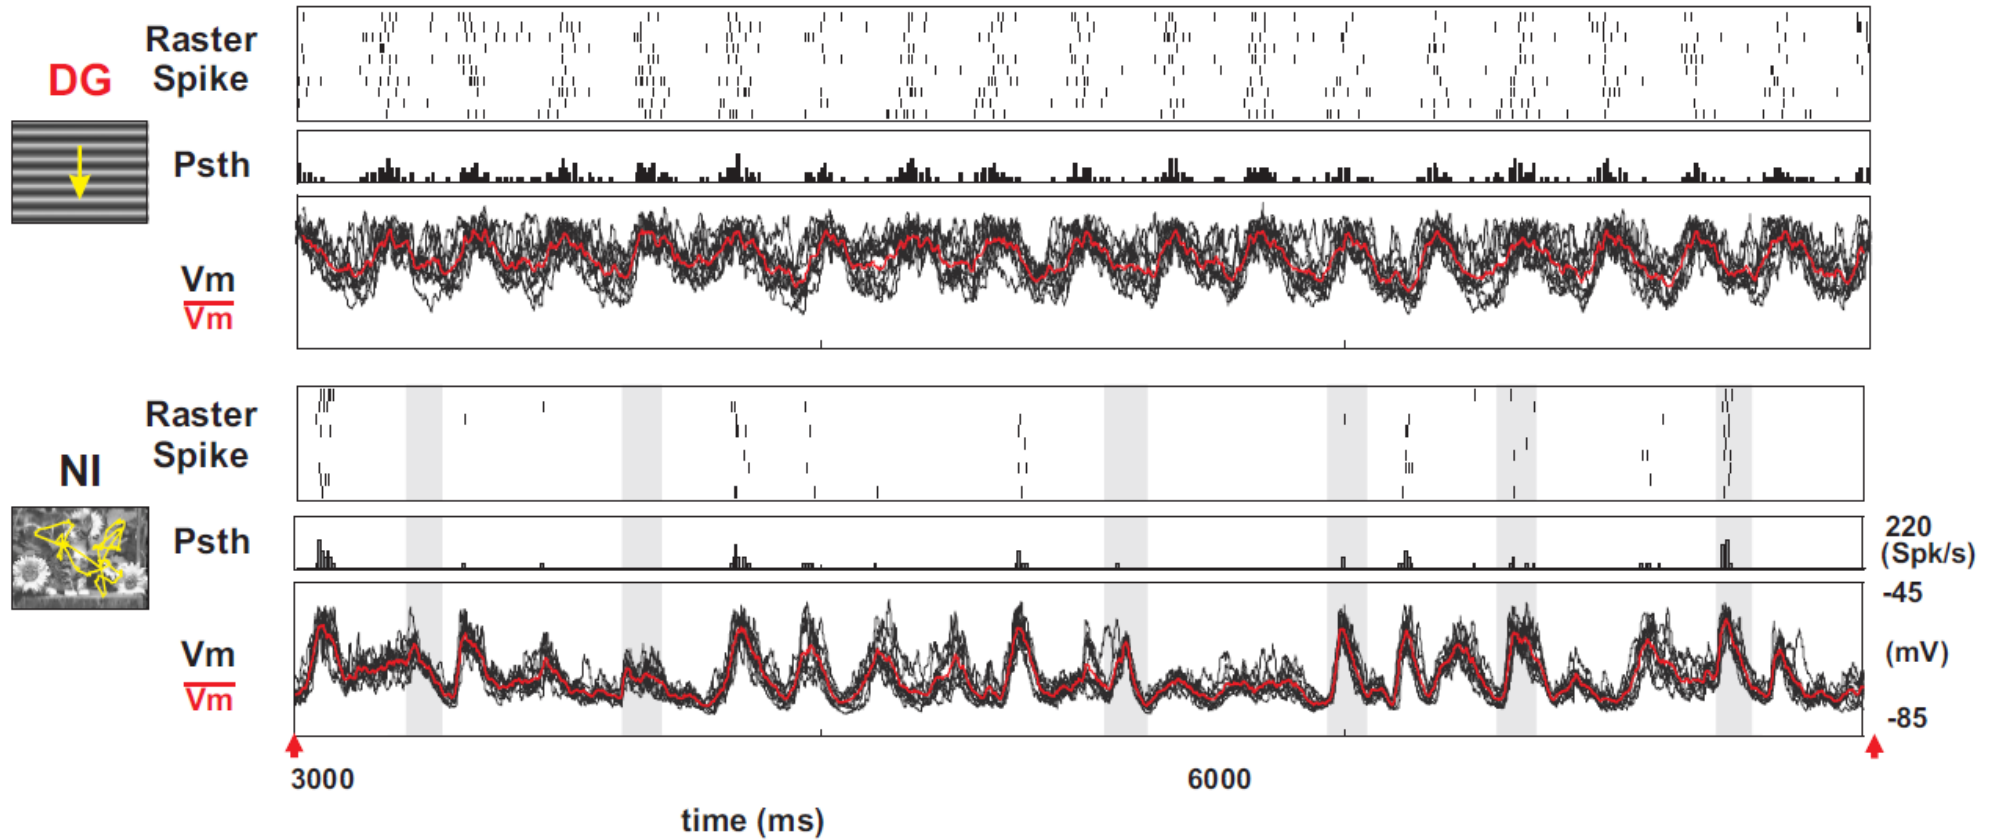 DG
Raster
Spike
Psth
Vm
Vm
NI
Raster
Spike
Psth
220
(Spk/s)
-45
Vm
(mV)
Vm
-85
3000 6000
time (ms)